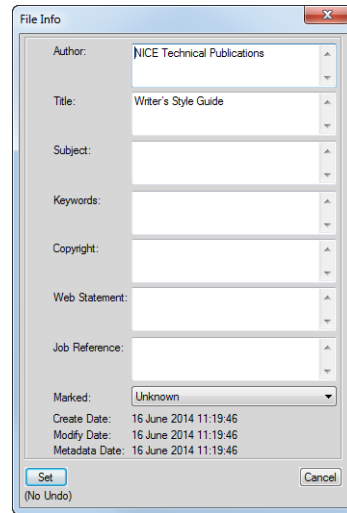 File Info
Author: NICE Technical Publications
Title: Writer's Style Guide
Subject:
Keywords:
Copyright:
Web Statement:
Job Reference:
Marked: Unknown
Create Date: 16 June 2014 11:19:46
Modify Date: 16 June 2014 11:19:46
Metadata Date: 16 June 2014 11:19:46
Set Cancel
(No Undo)